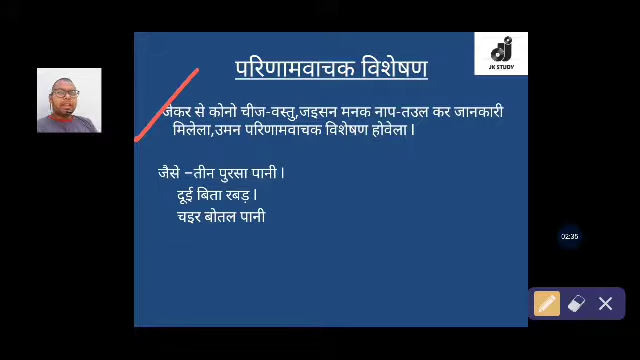 परिणामवाचक विशेषण
JK STUDY
जेकर से कोनो चीज-वस्तु,जइसन मनक नाप-तउल कर जानकारी
मिलेला,उमन परिणामवाचक विशेषण होवेला।
जैसे –तीन पुरसा पानी।
दूई बिता रबड़।
चइर बोतल पानी
02:35